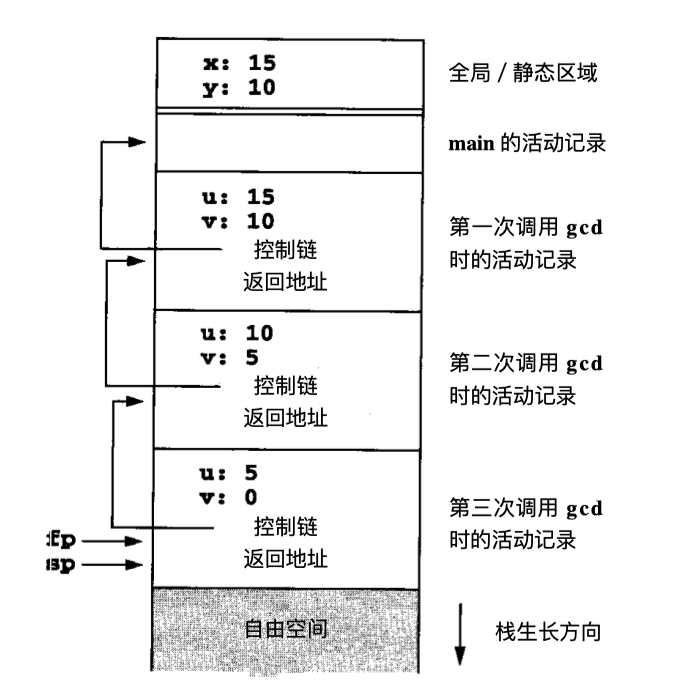 x: 15
y: 10
全局 / 静态区域
main 的活动记录
u: 15
v: 10
控制链
返回地址
第一次调用 gcd
时的活动记录
u: 10
v: 5
控制链
返回地址
第二次调用 gcd
时的活动记录
u: 5
v: 0
控制链
返回地址
第三次调用 gcd
时的活动记录
fp
sp
自由空间
栈生长方向